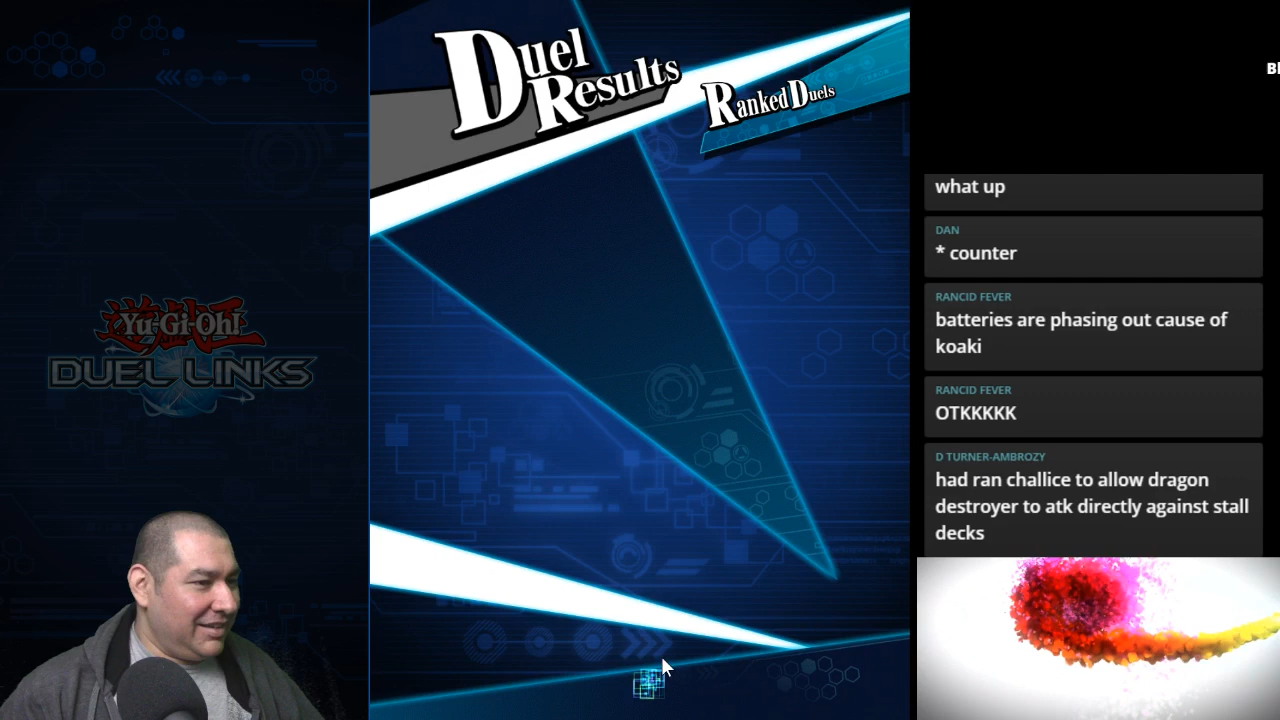 Duel
Results
Ranked Duels
Yu-Gi-Oh!
DUEL LINKS
what up
DAN
* counter
RANCID FEVER
batteries are phasing out cause of
koaki
RANCID FEVER
OTKKKKK
D TURNER-AMBROZY
had ran challice to allow dragon
destroyer to atk directly against stall
decks